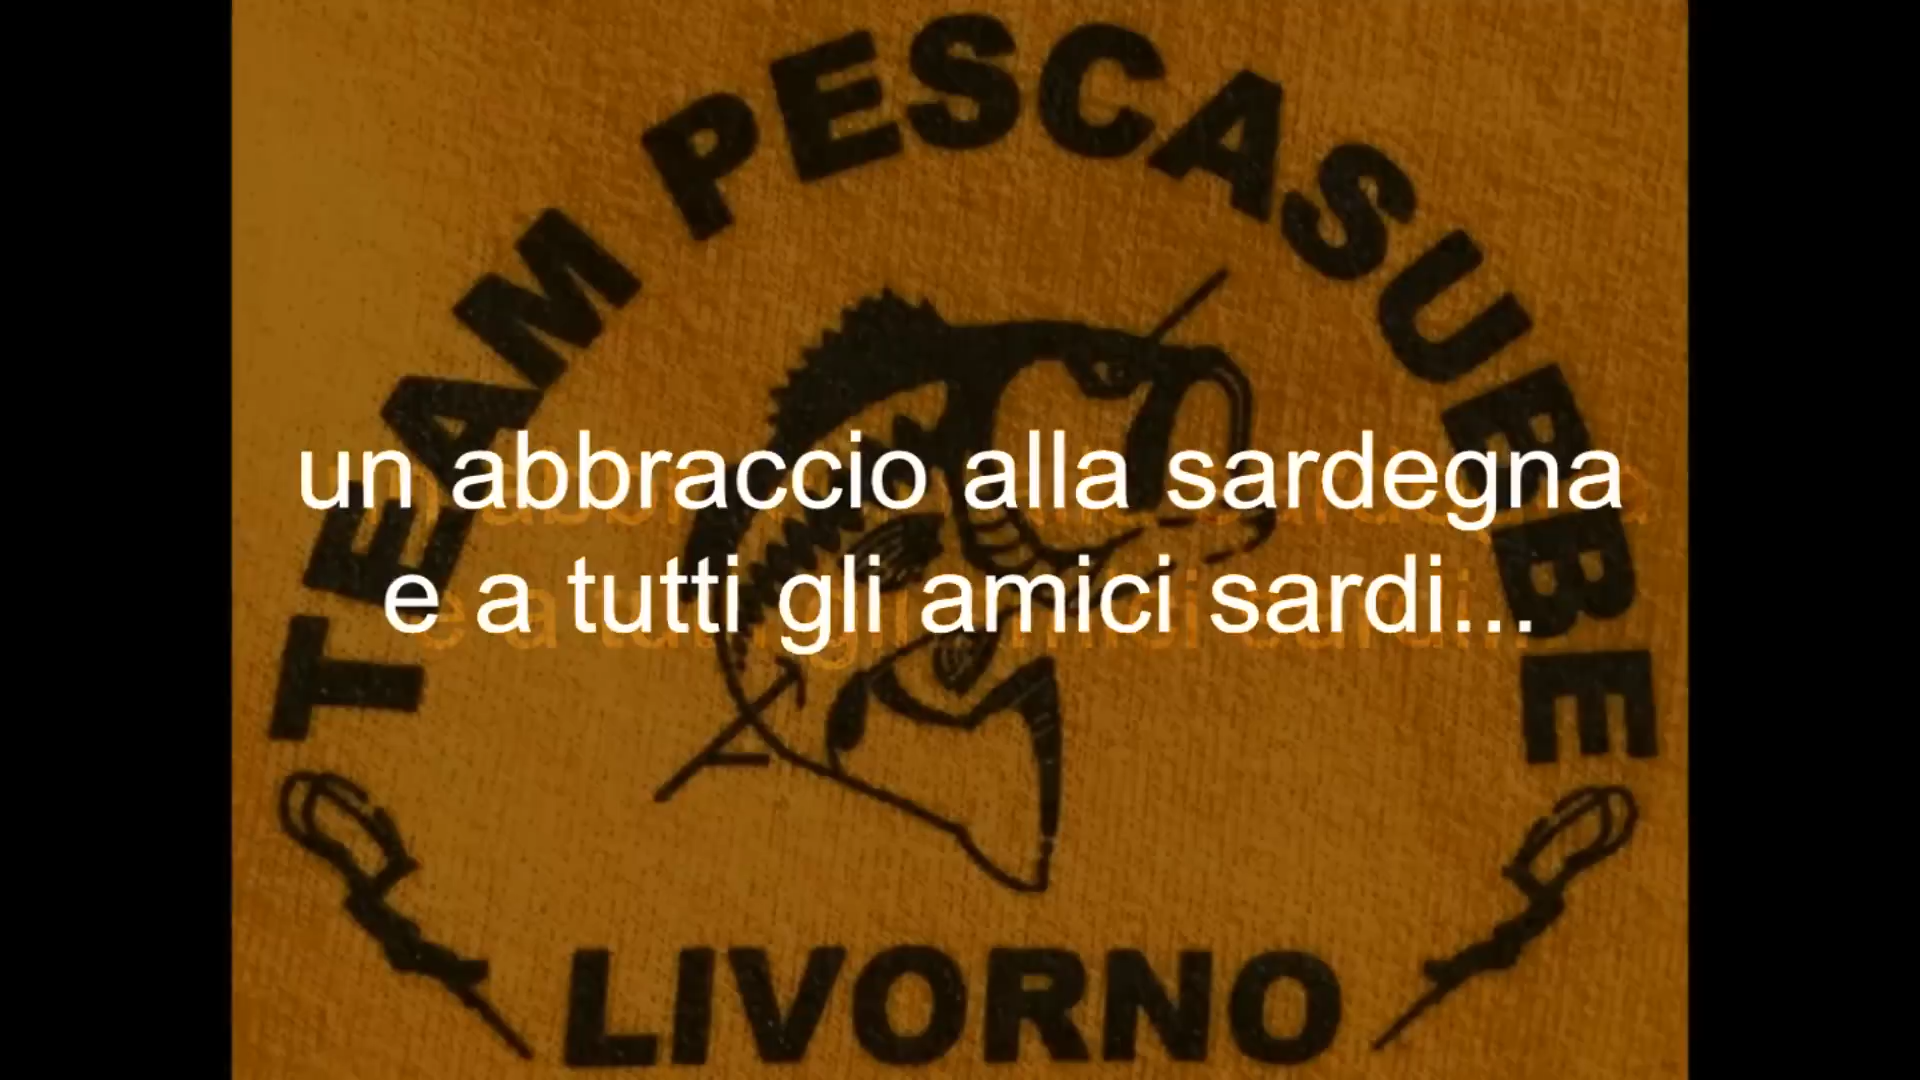 TEAM PESCASUBBE
un abbraccio alla sardegna
e a tutti gli amici sardi...
LIVORNO